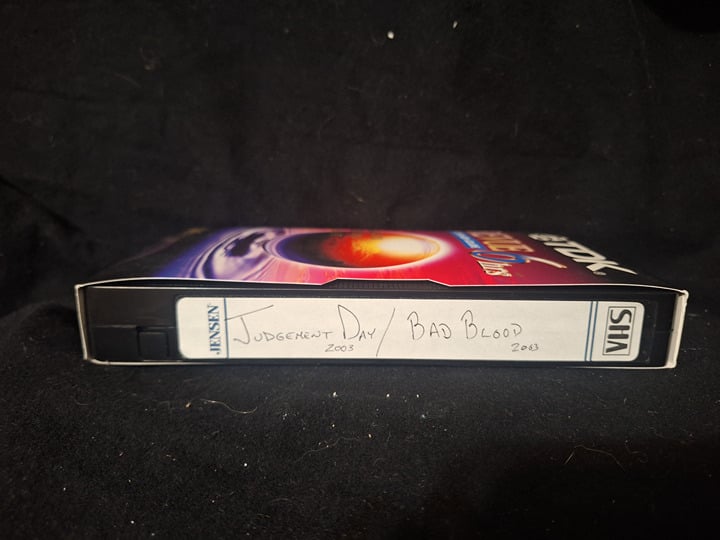 TDK
JENSEN
JUDGEMENT DAY / BAD BLOOD
2003 2003
VHS